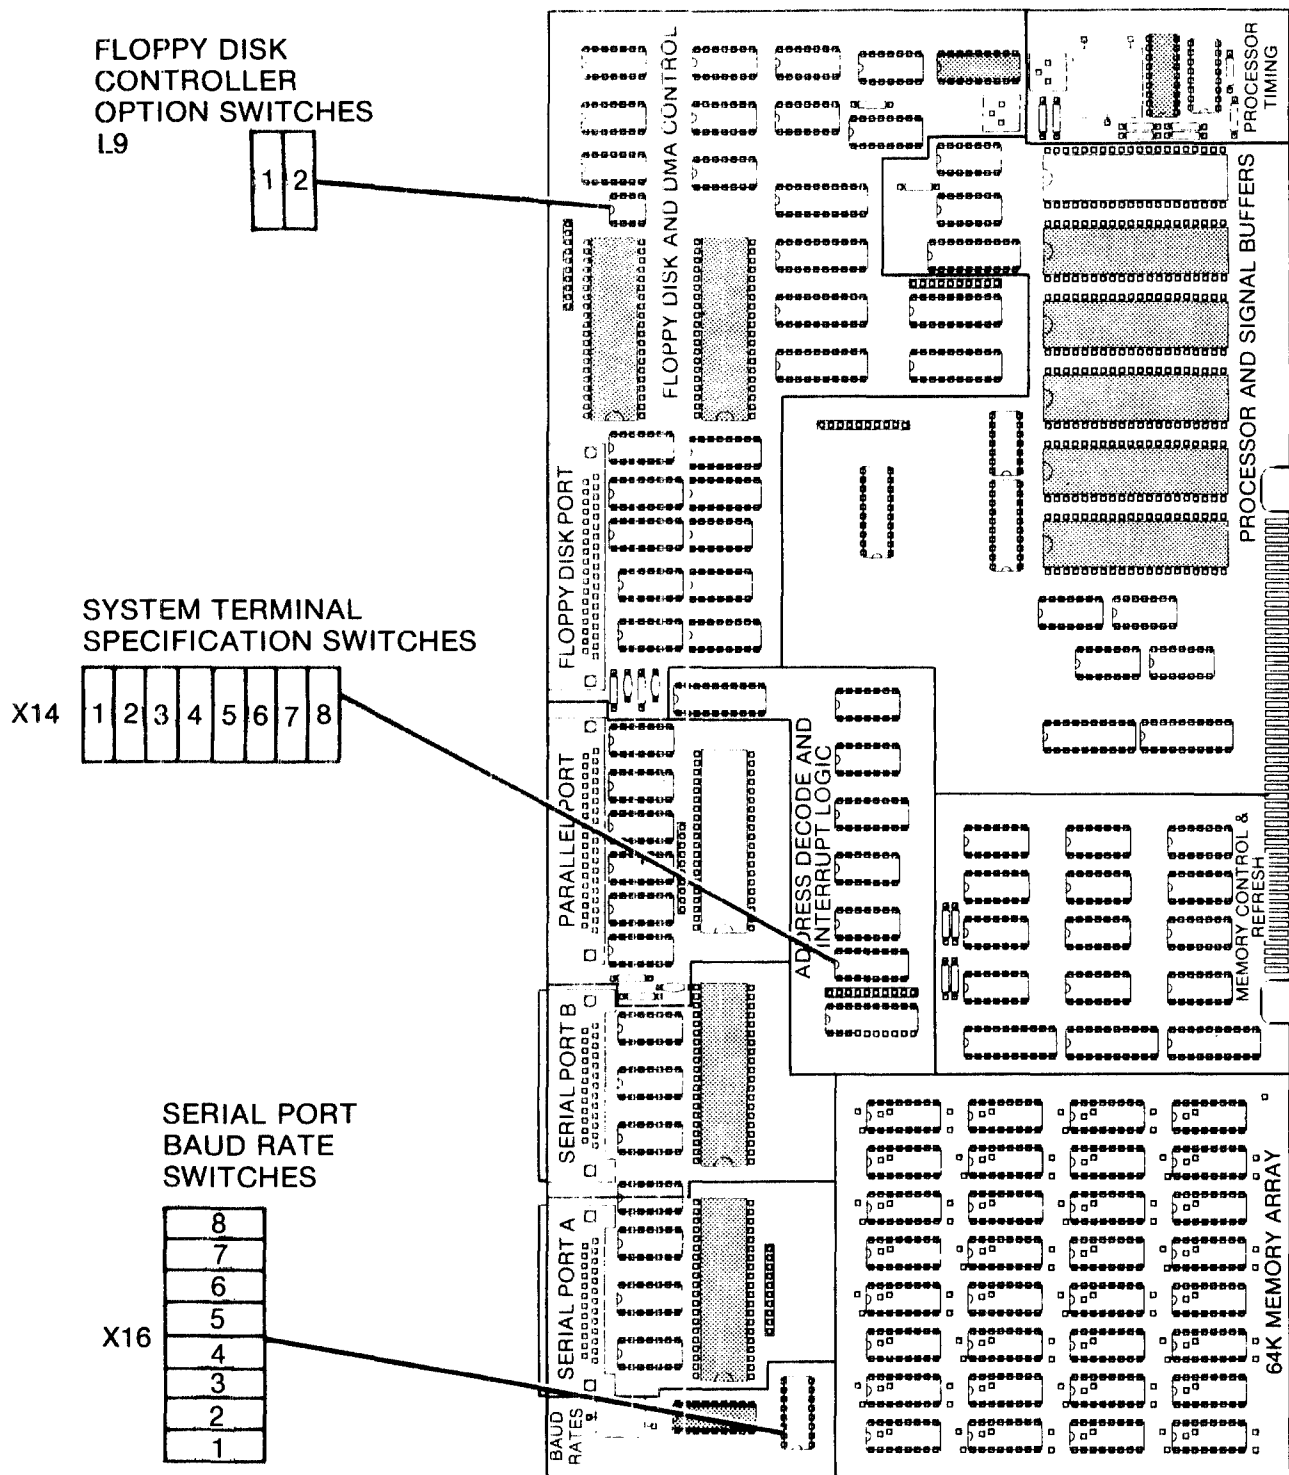 FLOPPY DISK
CONTROLLER
OPTION SWITCHES
L9
1 2
SYSTEM TERMINAL
SPECIFICATION SWITCHES
X14
1 2 3 4 5 6 7 8
SERIAL PORT
BAUD RATE
SWITCHES
X16
8
7
6
5
4
3
2
1
FLOPPY DISK AND DMA CONTROL
PROCESSOR
TIMING
PROCESSOR AND SIGNAL BUFFERS
FLOPPY DISK PORT
PARALLEL PORT
ADDRESS DECODE AND
INTERRUPT LOGIC
MEMORY CONTROL &
REFRESH
SERIAL PORT B
SERIAL PORT A
BAUD
RATES
64K MEMORY ARRAY